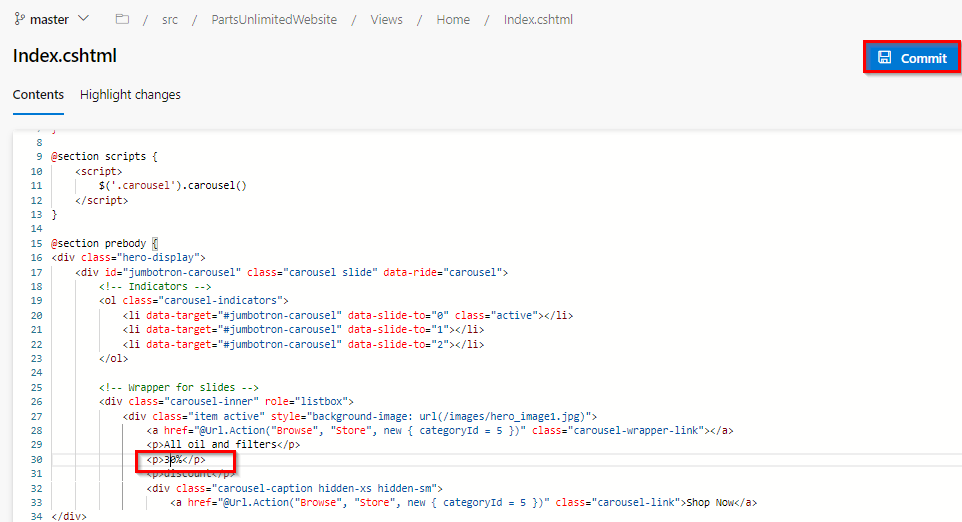 master / src / PartsUnlimitedWebsite / Views / Home / Index.cshtml
Index.cshtml
Commit
Contents Highlight changes
8
9 @section scripts {
10 <script>
11 $('.carousel').carousel()
12 </script>
13 }
14
15 @section prebody {
16 <div class="hero-display">
17 <div id="jumbotron-carousel" class="carousel slide" data-ride="carousel">
18 <!-- Indicators -->
19 <ol class="carousel-indicators">
20 <li data-target="#jumbotron-carousel" data-slide-to="0" class="active"></li>
21 <li data-target="#jumbotron-carousel" data-slide-to="1"></li>
22 <li data-target="#jumbotron-carousel" data-slide-to="2"></li>
23 </ol>
24
25 <!-- Wrapper for slides -->
26 <div class="carousel-inner" role="listbox">
27 <div class="item active" style="background-image: url(/images/hero_image1.jpg)">
28 <a href="@Url.Action("Browse", "Store", new { categoryId = 5 })" class="carousel-wrapper-link"></a>
29 <p>All oil and filters</p>
30 <p>30%</p>
31 <p>discount</p>
32 <div class="carousel-caption hidden-xs hidden-sm">
33 <a href="@Url.Action("Browse", "Store", new { categoryId = 5 })" class="carousel-link">Shop Now</a>
34 </div>